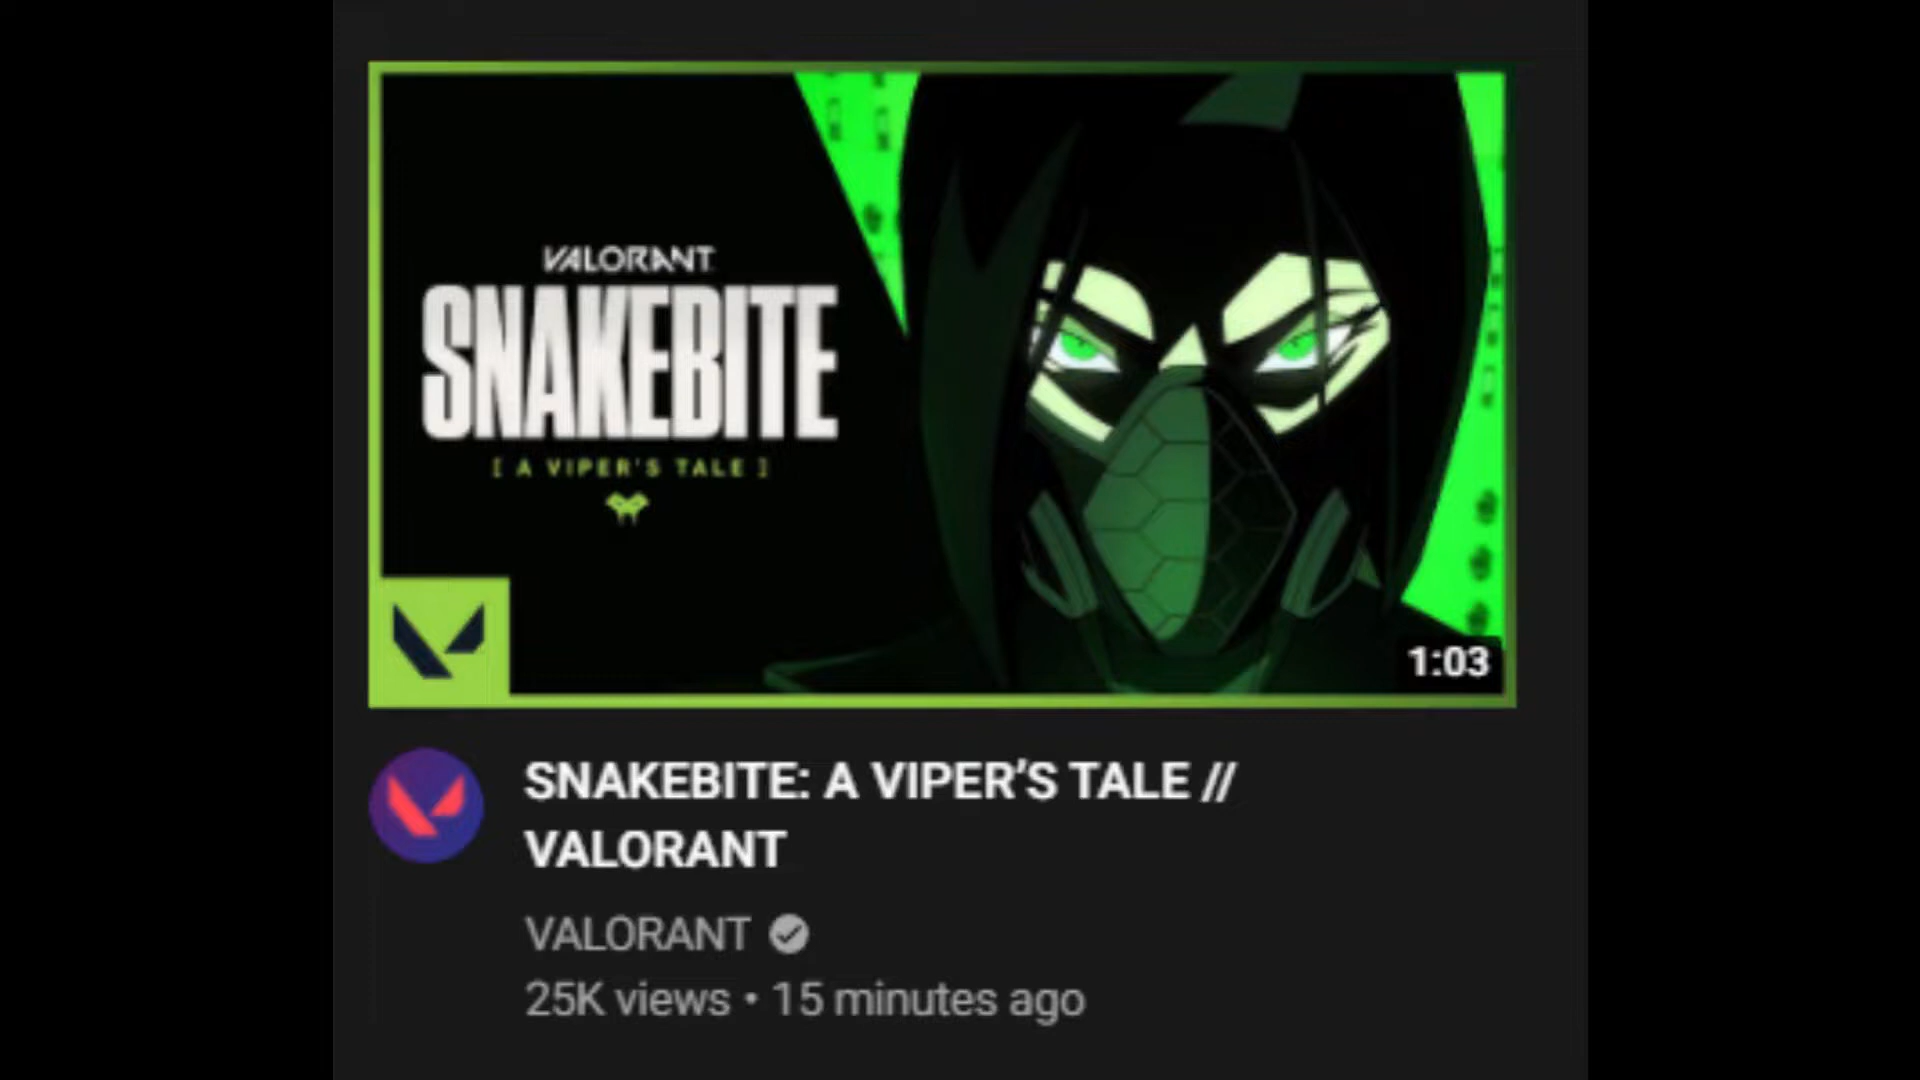 VALORANT
SNAKEBITE
[ A VIPER'S TALE ]
1:03
SNAKEBITE: A VIPER’S TALE //
VALORANT
VALORANT
25K views • 15 minutes ago